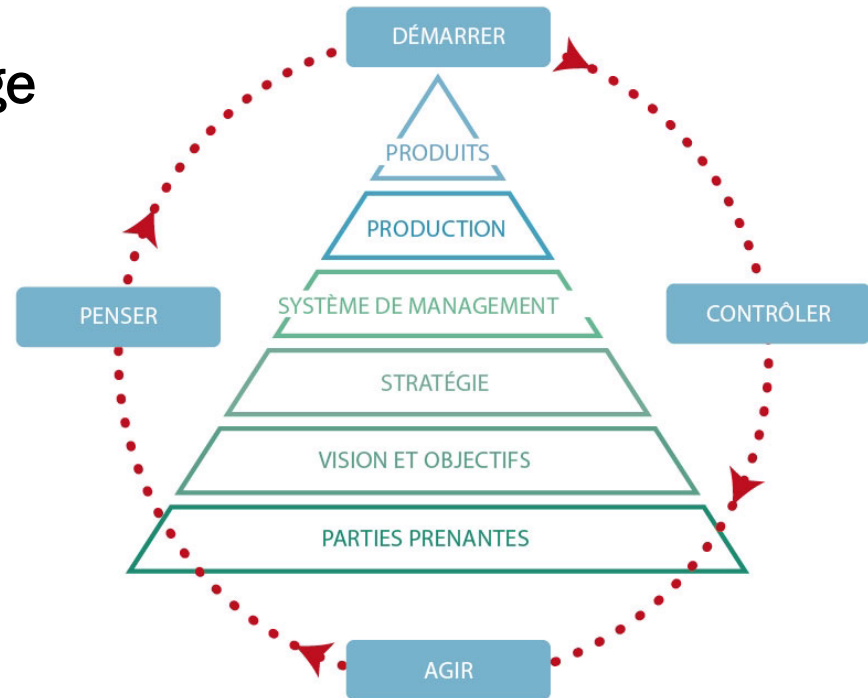 DÉMARRER
ge
PRODUITS
PRODUCTION
SYSTÈME DE MANAGEMENT
PENSER
CONTRÔLER
STRATÉGIE
VISION ET OBJECTIFS
PARTIES PRENANTES
AGIR